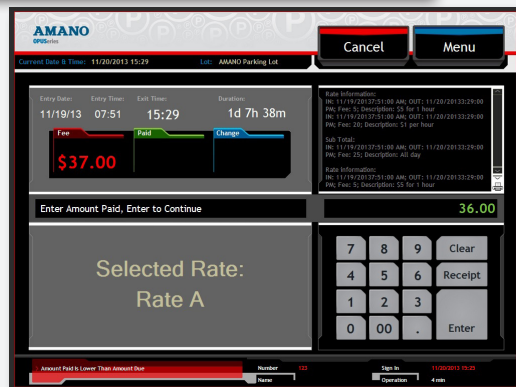 AMANO
OPUSeries
Cancel
Menu
Current Date & Time: 11/20/2013 15:29
Lot: AMANO Parking Lot
Entry Date:
Entry Time:
Exit Time:
Duration:
11/19/13
07:51
15:29
1d 7h 38m
Fee
Paid
Change
$37.00
Rate Information:
IN: 11/19/20137:51:00 AM; OUT: 11/20/20133:29:00
PM; Fee: 5; Description: $5 for 1 hour
IN: 11/19/20137:51:00 AM; OUT: 11/20/20133:29:00
PM; Fee: 20; Description: $1 per hour
Sub Total:
IN: 11/19/20137:51:00 AM; OUT: 11/20/20133:29:00
PM; Fee: 25; Description: All day
Rate Information:
IN: 11/19/20137:51:00 AM; OUT: 11/20/20133:29:00
PM; Fee: 5; Description: $5 for 1 hour
Enter Amount Paid, Enter to Continue
36.00
Selected Rate:
Rate A
7
8
9
Clear
4
5
6
Receipt
1
2
3
0
00
.
Enter
Amount Paid Is Lower Than Amount Due
Number
123
Sign In
11/20/2013 15:25
Name
Operation
4 min